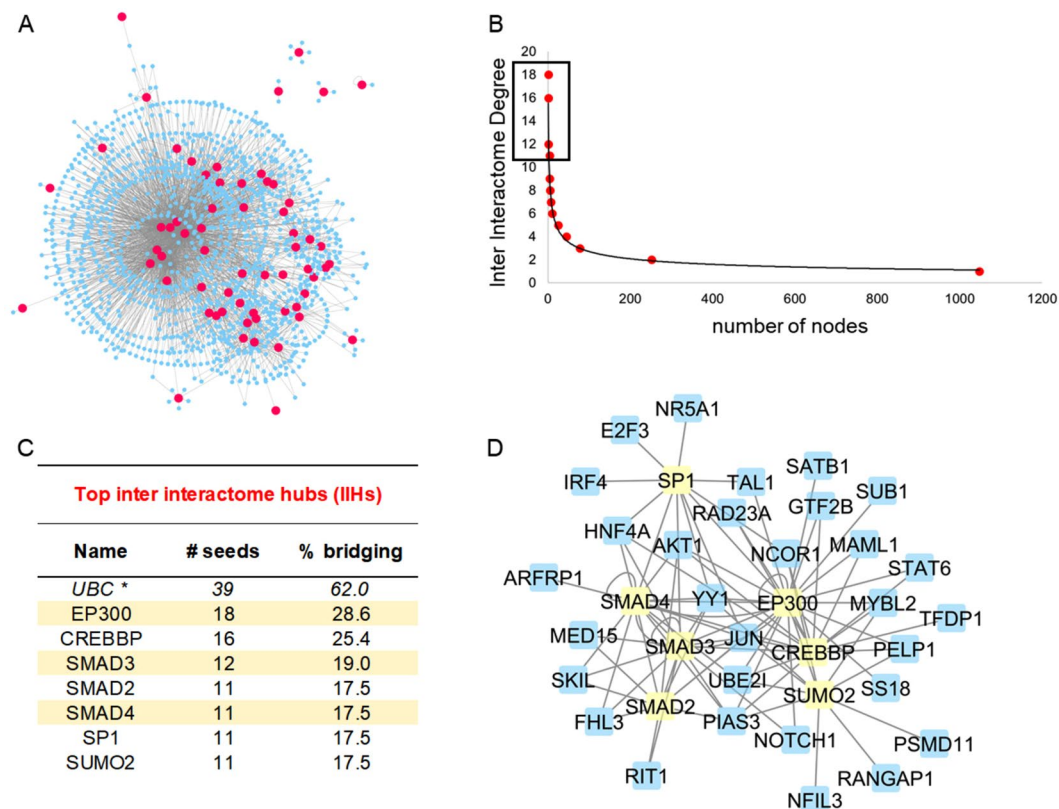 A
B
20
18
16
14
12
10
8
6
4
2
0
Inter Interactome Degree
0 200 400 600 800 1000 1200
number of nodes
C
Top inter interactome hubs (IIHs)
Name # seeds % bridging
UBC * 39 62.0
EP300 18 28.6
CREBBP 16 25.4
SMAD3 12 19.0
SMAD2 11 17.5
SMAD4 11 17.5
SP1 11 17.5
SUMO2 11 17.5
D
NR5A1
E2F3
SATB1
IRF4 SP1 TAL1 SUB1
RAD23A GTF2B
HNF4A
AKT1 NCOR1 MAML1
STAT6
ARFRP1
SMAD4 YY1 EP300 MYBL2
TFDP1
MED15 SMAD3 JUN CREBBP PELP1
SKIL UBE2I SS18
SMAD2 SUMO2
FHL3 PIAS3
NOTCH1 PSMD11
RIT1 RANGAP1
NFIL3